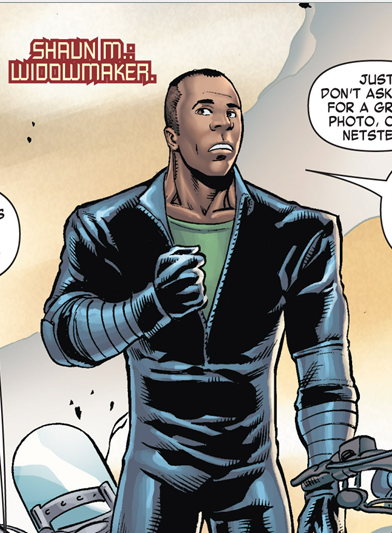 SHAUN M.:
WIDOWMAKER.
JUST
DON'T ASK
FOR A GR
PHOTO, O
NETSTE
S